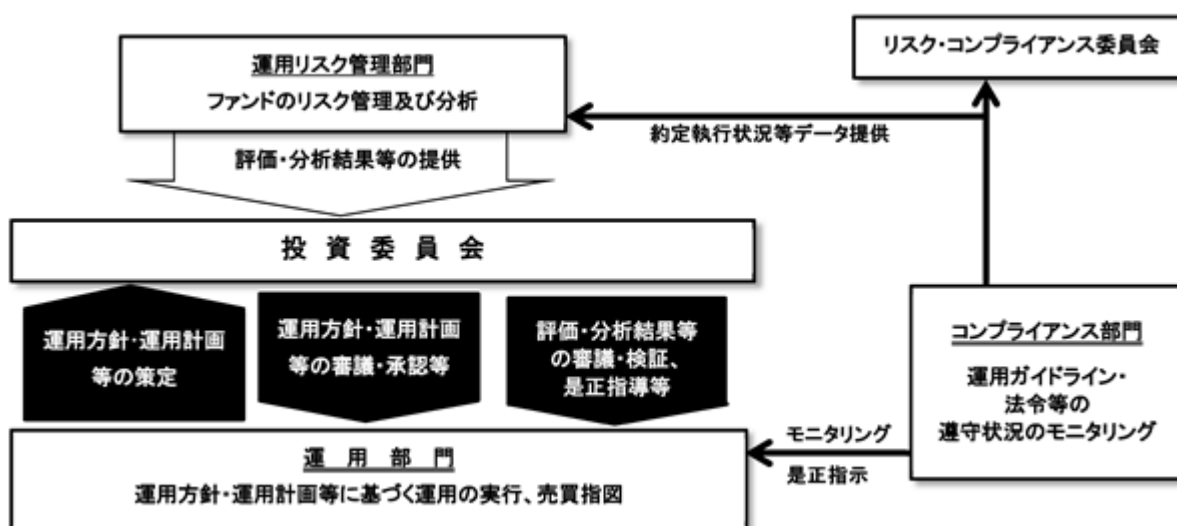 運用リスク管理部門
ファンドのリスク管理及び分析
リスク・コンプライアンス委員会
約定執行状況等データ提供
評価・分析結果等の提供
投資委員会
運用方針・運用計画
等の策定
運用方針・運用計画
等の審議・承認等
評価・分析結果等
の審議・検証、
是正指導等
コンプライアンス部門
運用ガイドライン・
法令等の
遵守状況のモニタリング
モニタリング
是正指示
運用部門
運用方針・運用計画等に基づく運用の実行、売買指図